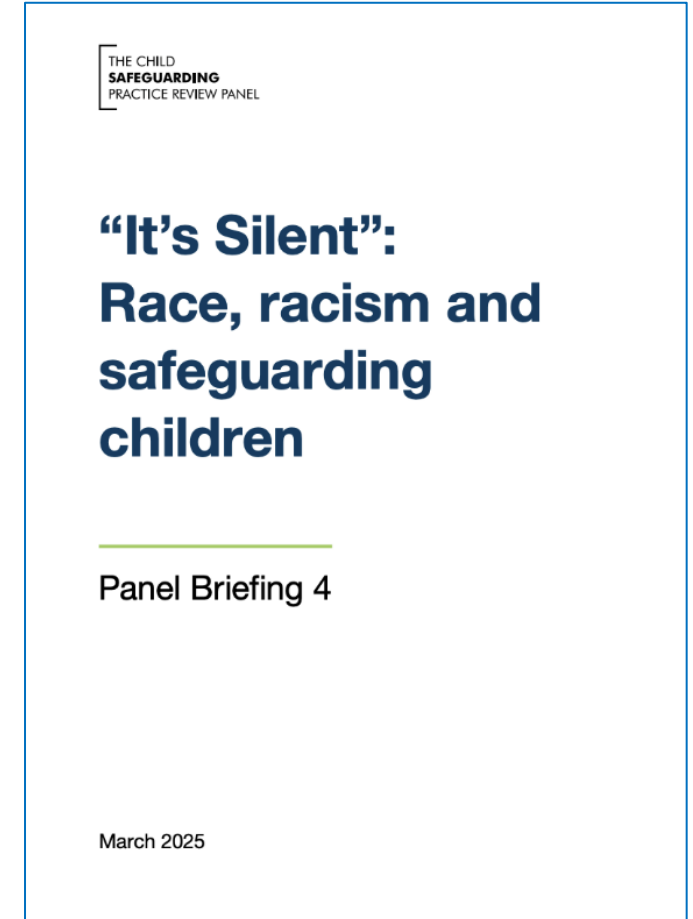 THE CHILD
SAFEGUARDING
PRACTICE REVIEW PANEL
“It’s Silent”:
Race, racism and
safeguarding
children
Panel Briefing 4
March 2025